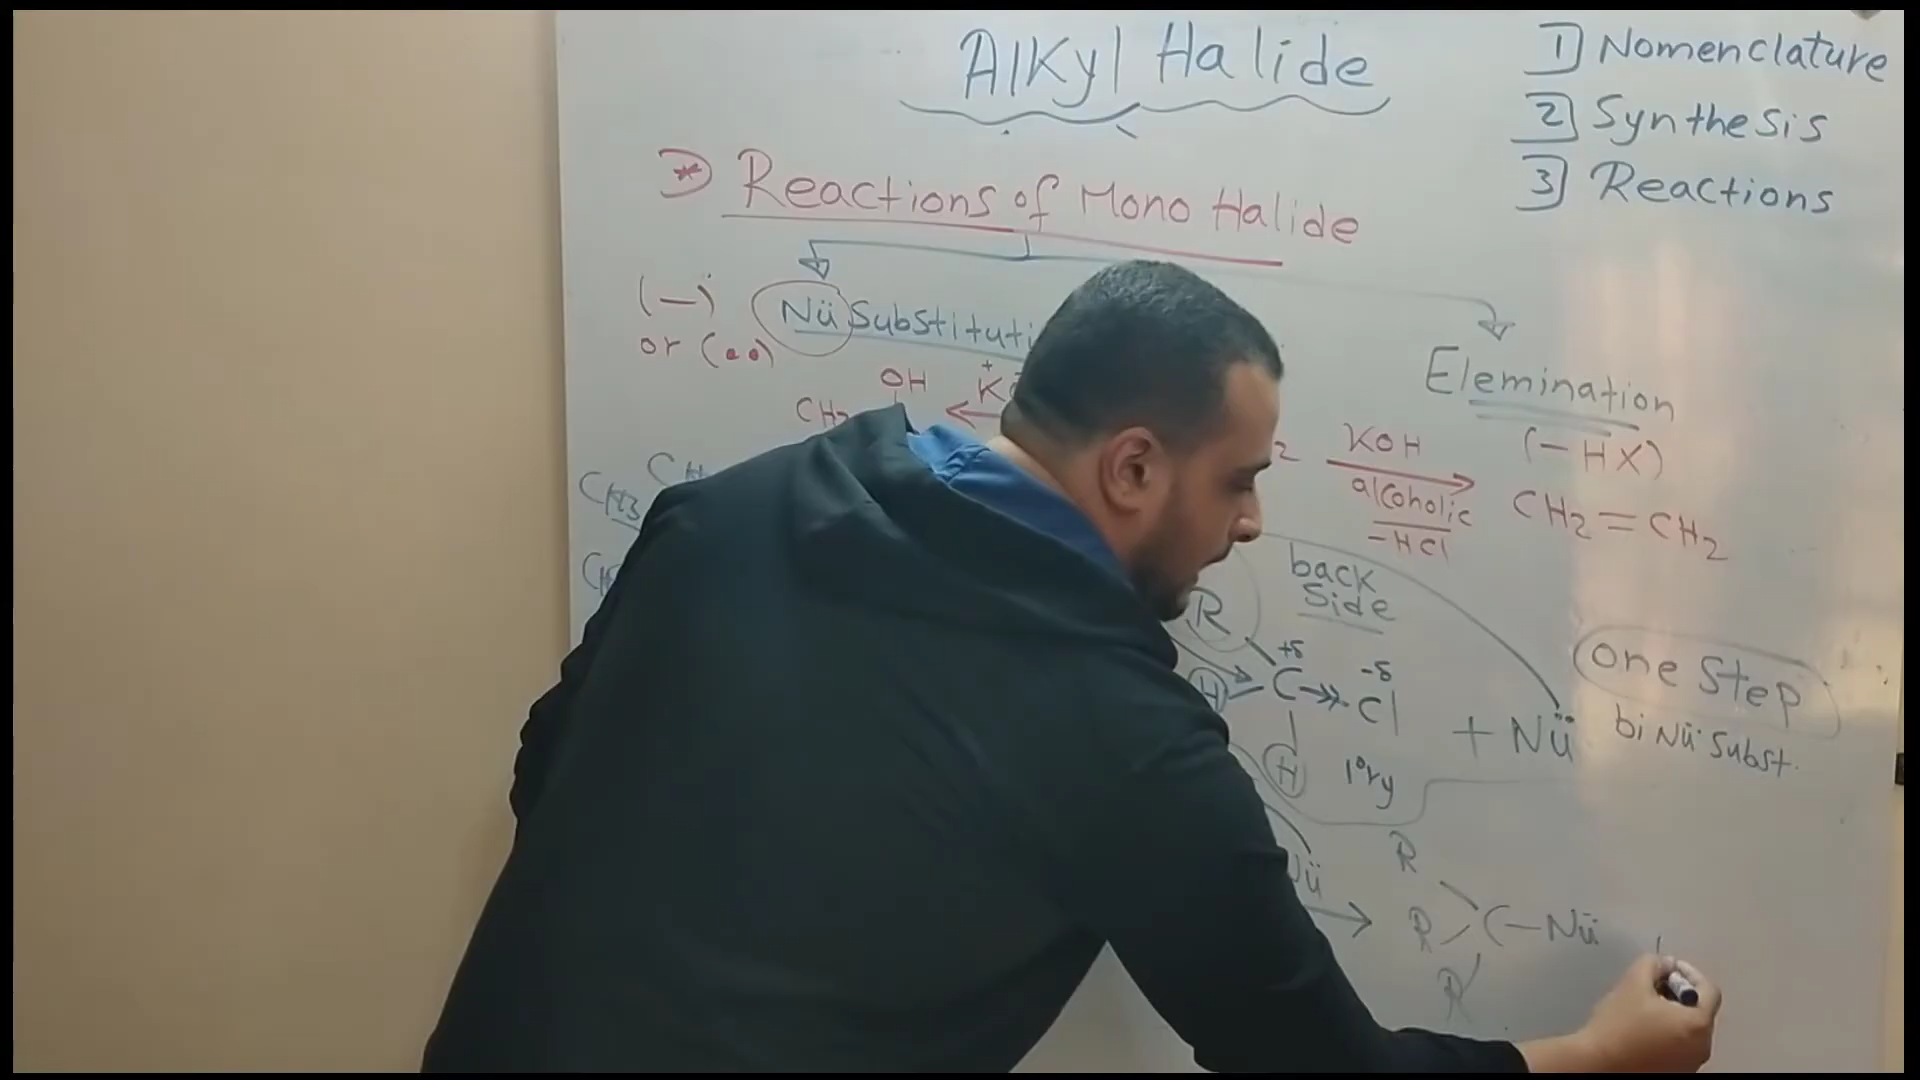 Alkyl Halide
1] Nomenclature
2] Synthesis
3] Reactions
* Reactions of Mono Halide
(-)
or (••)
Nü Substituti
Elemination
(-HX)
OH
K+
CH2
KOH
alcoholic
-HCl
CH2=CH2
CH3
back
Side
R
+δ
-δ
H C Cl
H 1°ry
+ Nü
one Step
bi Nü Subst.
Nü
R
R C-Nü
R